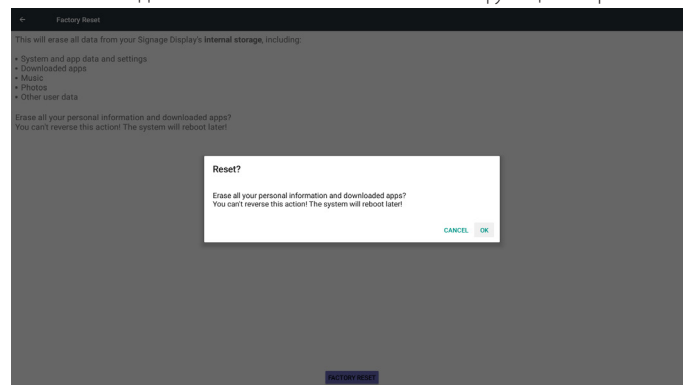 Factory Reset
This will erase all data from your Signage Display's internal storage, including:
• System and app data and settings
• Downloaded apps
• Music
• Photos
• Other user data
Erase all your personal information and downloaded apps?
You can't reverse this action! The system will reboot later!
Reset?
Erase all your personal information and downloaded apps?
You can't reverse this action! The system will reboot later!
CANCEL OK
FACTORY RESET